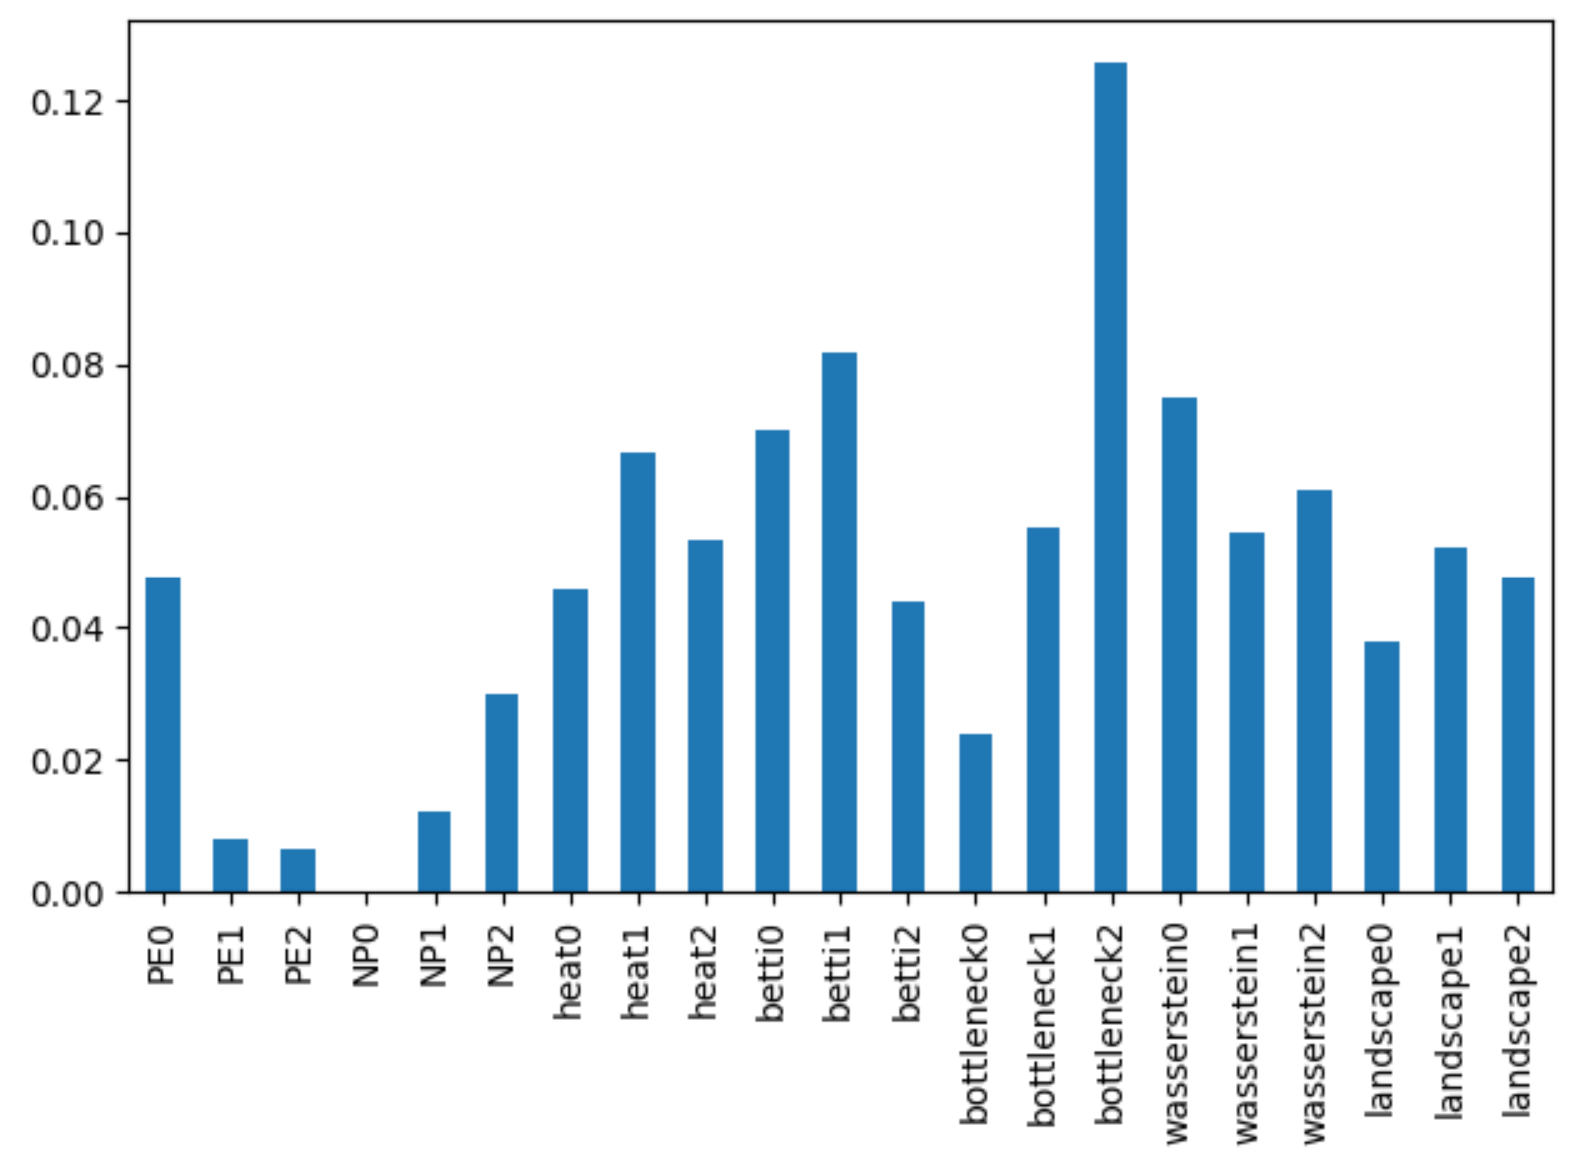 0.12
0.10
0.08
0.06
0.04
0.02
0.00
PE0
PE1
PE2
NP0
NP1
NP2
heat0
heat1
heat2
betti0
betti1
betti2
bottleneck0
bottleneck1
bottleneck2
wasserstein0
wasserstein1
wasserstein2
landscape0
landscape1
landscape2